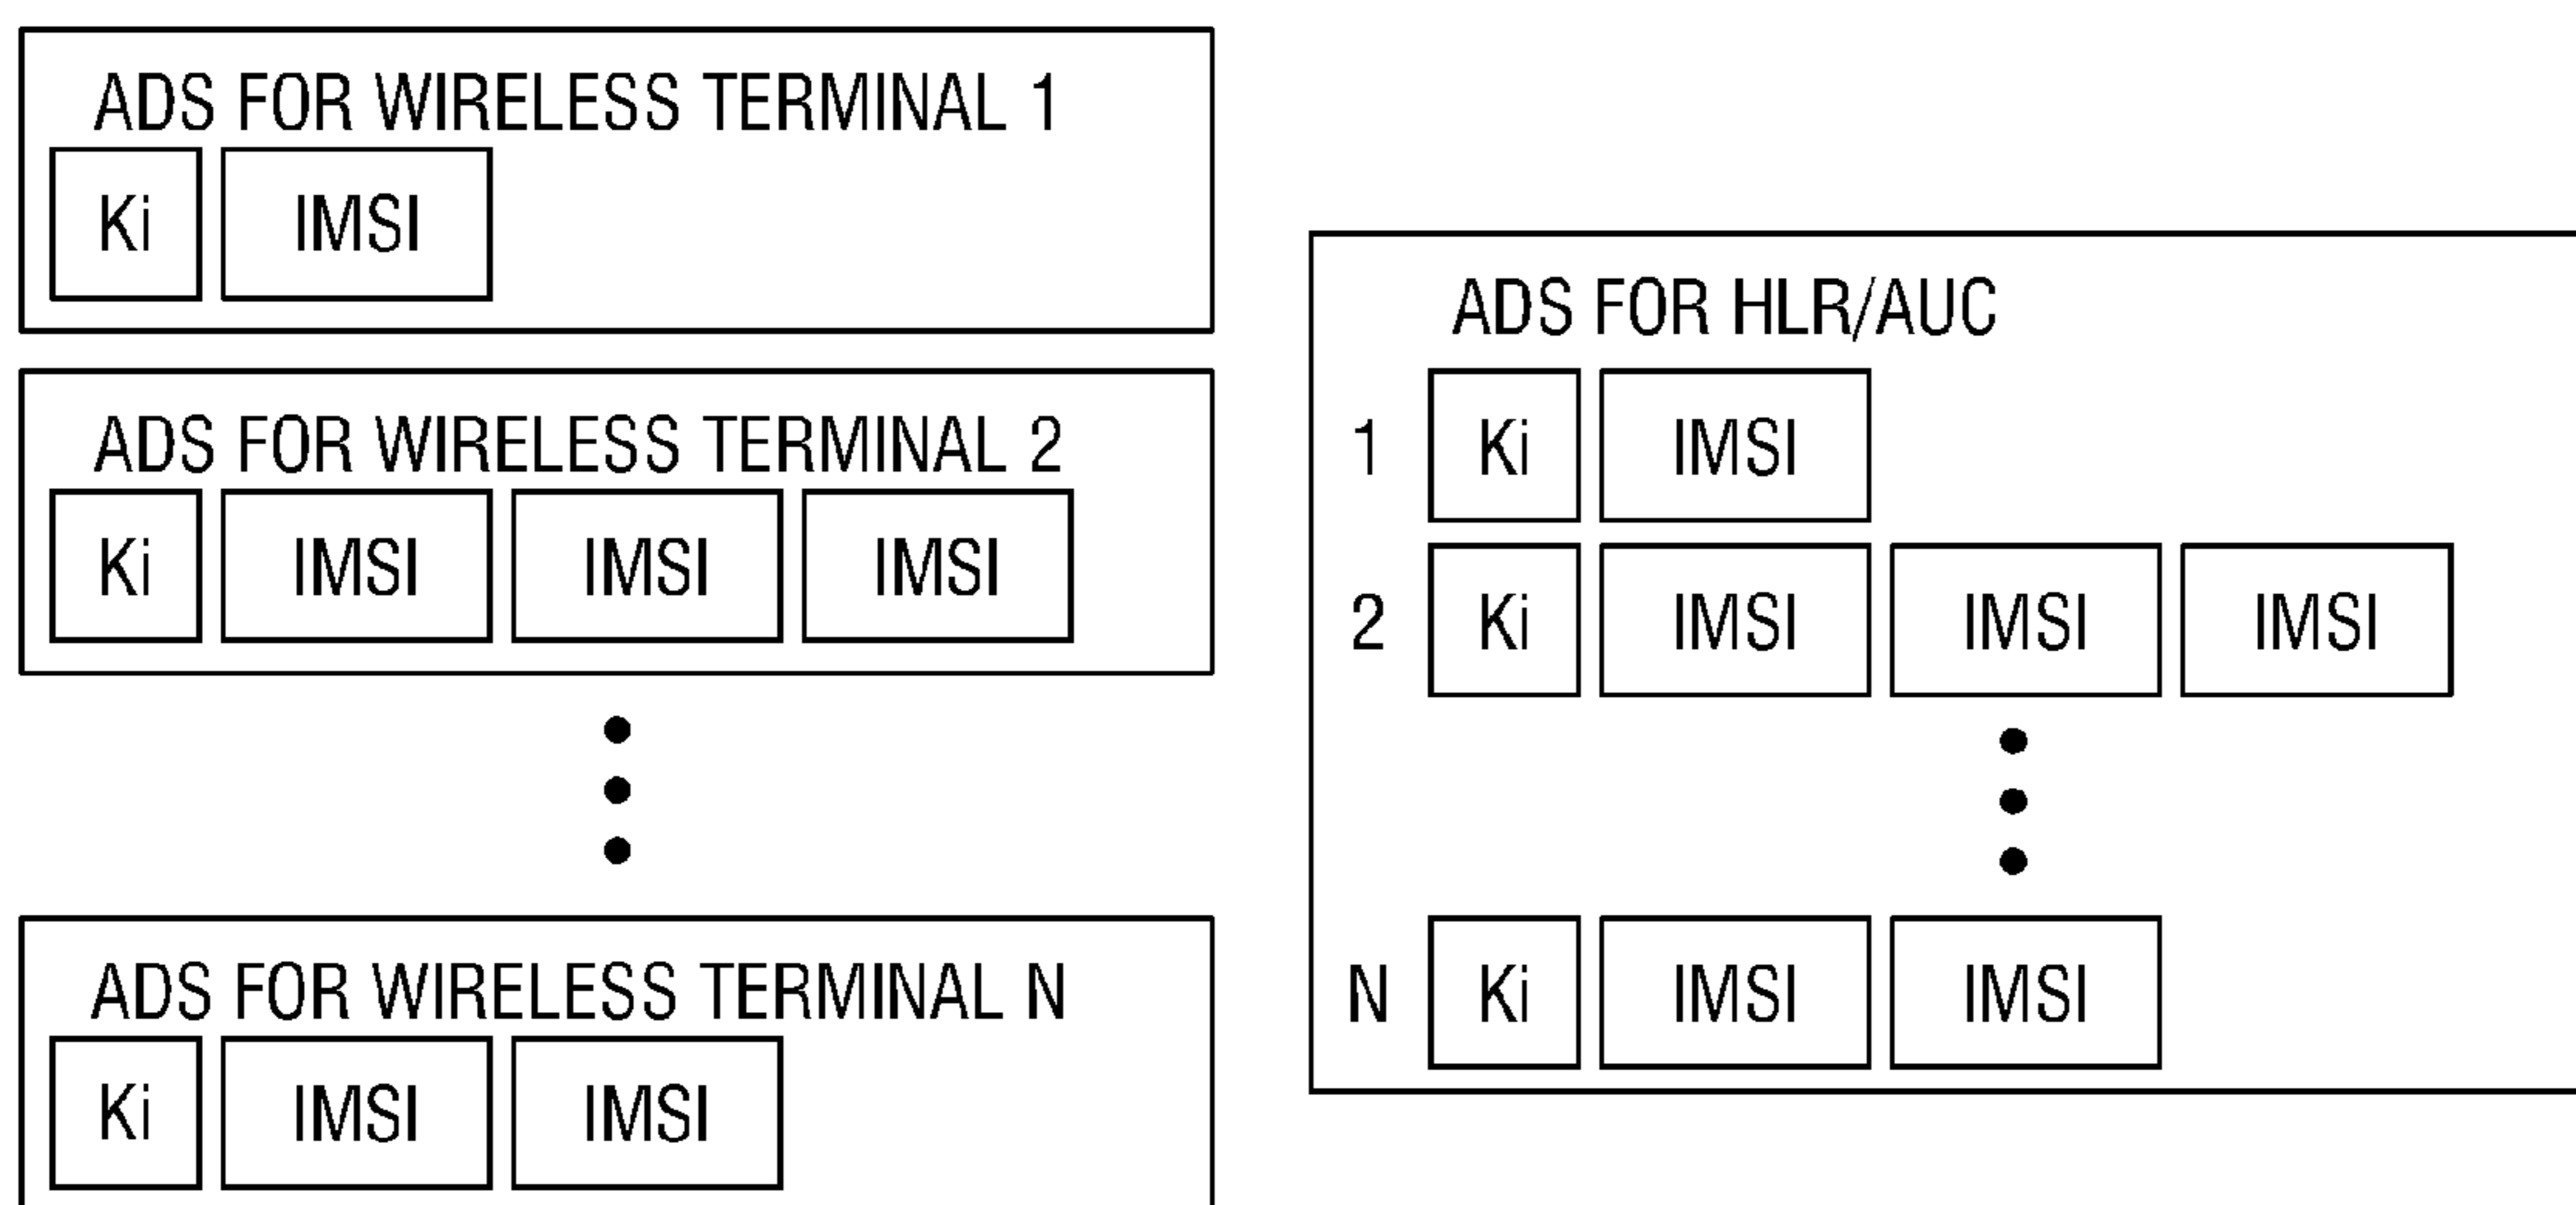 ADS FOR WIRELESS TERMINAL 1
Ki IMSI
ADS FOR WIRELESS TERMINAL 2
Ki IMSI IMSI IMSI
ADS FOR WIRELESS TERMINAL N
Ki IMSI IMSI
ADS FOR HLR/AUC
1 Ki IMSI
2 Ki IMSI IMSI IMSI
N Ki IMSI IMSI